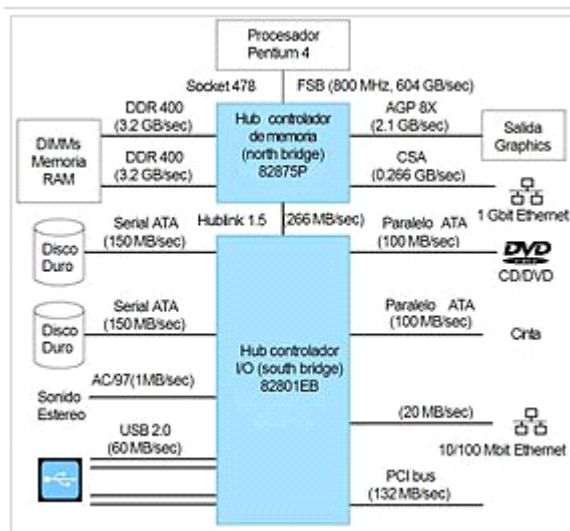 Procesador
Pentium 4
Socket 478
FSB (800 MHz, 604 GB/sec)
DDR 400
(3.2 GB/sec)
Hub controlador
de memoria
(north bridge)
82875P
AGP 8X
(2.1 GB/sec)
Salida
Graphics
DIMMs
Memoria
RAM
DDR 400
(3.2 GB/sec)
CSA
(0.266 GB/sec)
1 Gbit Ethernet
Hublink 1.5
(266 MB/sec)
Serial ATA
(150 MB/sec)
Disco
Duro
Paralelo ATA
(100 MB/sec)
DVD
CD/DVD
Serial ATA
(150 MB/sec)
Disco
Duro
Paralelo ATA
(100 MB/sec)
Cinta
Hub controlador
I/O (south bridge)
82801EB
AC/97(1MB/sec)
Sonido
Estereo
(20 MB/sec)
10/100 Mbit Ethernet
USB 2.0
(60 MB/sec)
PCI bus
(132 MB/sec)